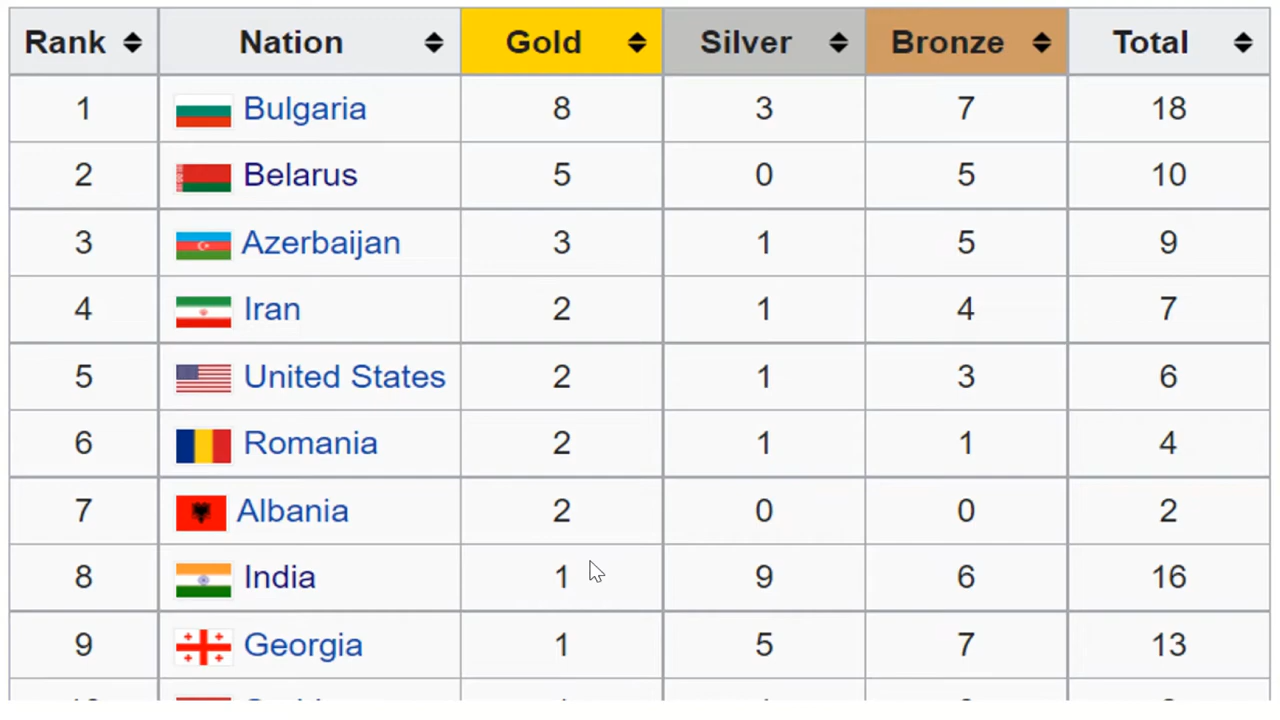 Rank Nation Gold Silver Bronze Total
1 Bulgaria 8 3 7 18
2 Belarus 5 0 5 10
3 Azerbaijan 3 1 5 9
4 Iran 2 1 4 7
5 United States 2 1 3 6
6 Romania 2 1 1 4
7 Albania 2 0 0 2
8 India 1 9 6 16
9 Georgia 1 5 7 13